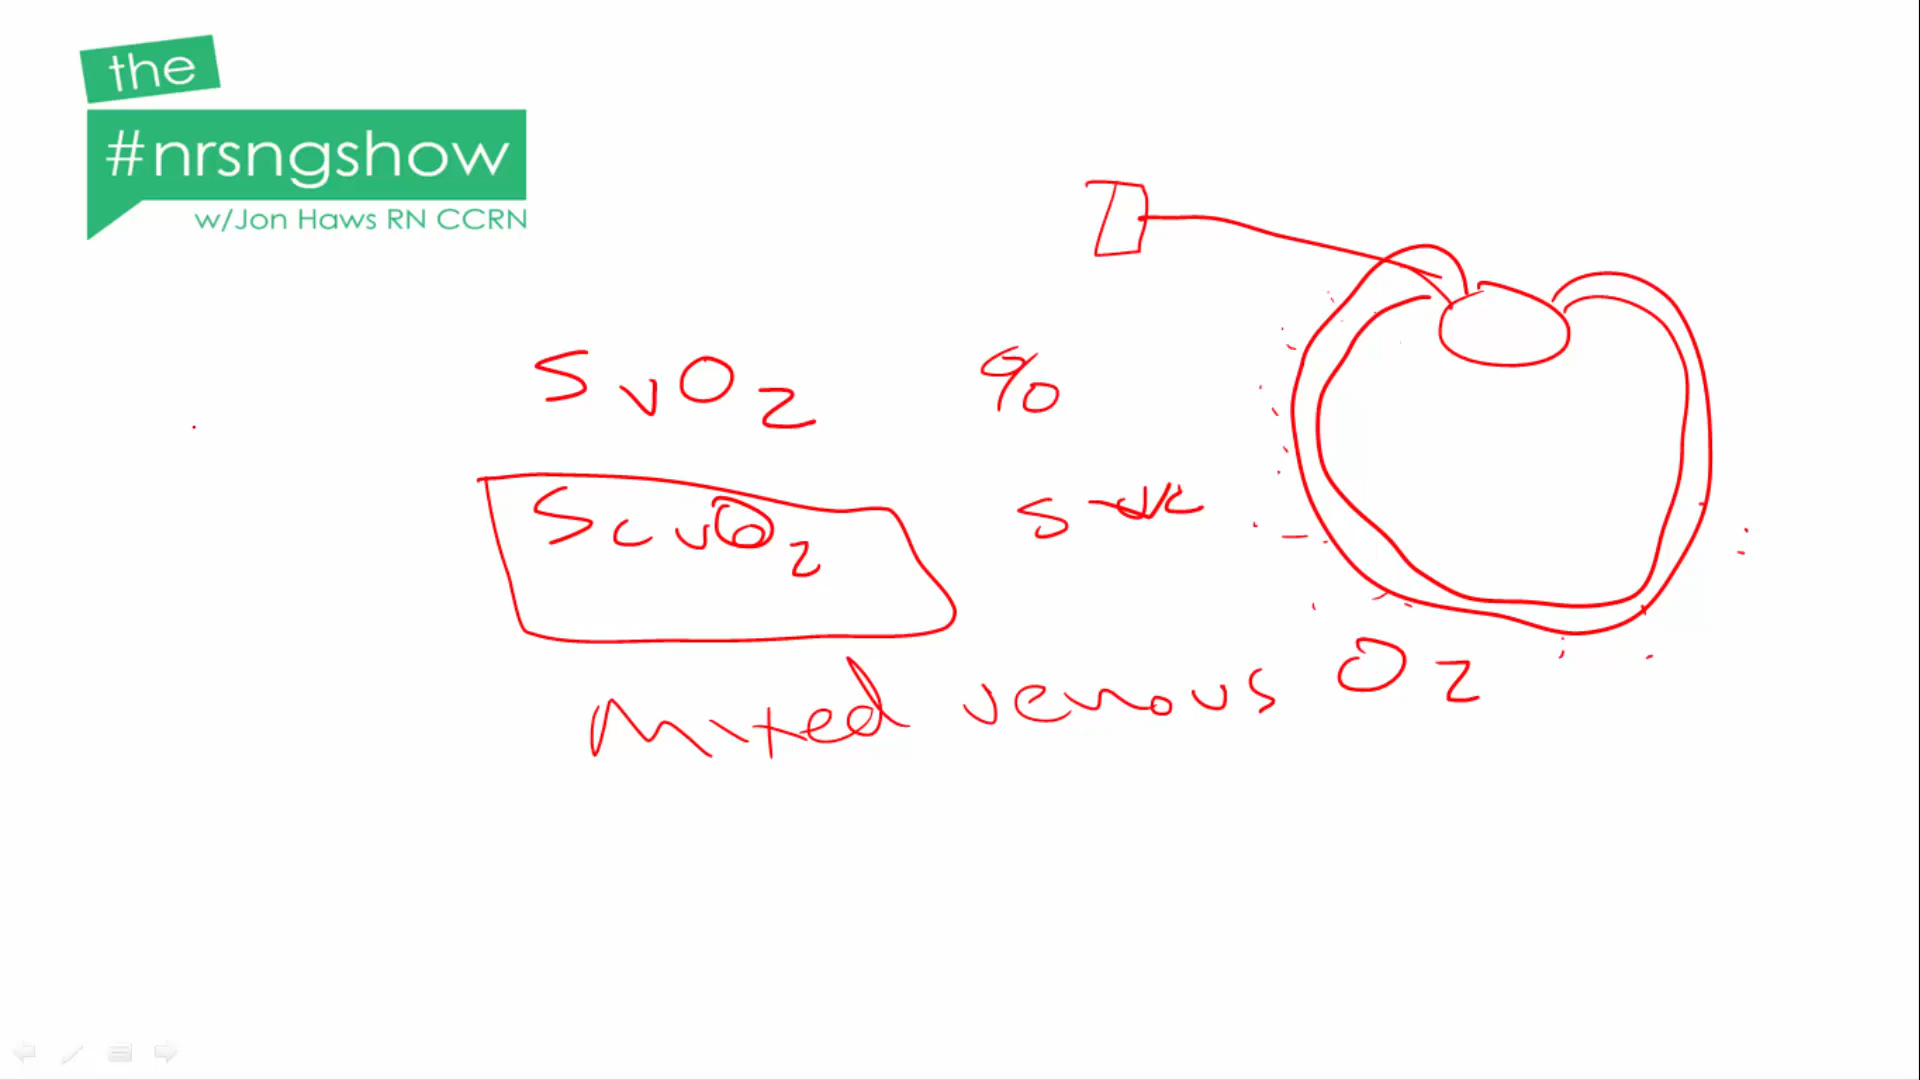 the
#nrsngshow
w/Jon Haws RN CCRN
SvO2 %
ScvO2
Mixed venous O2